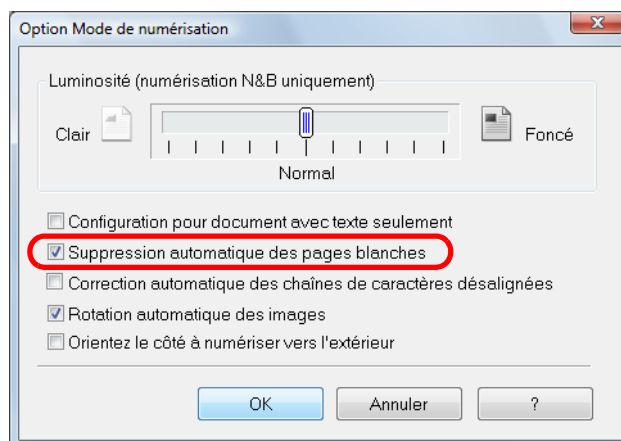 Option Mode de numérisation
Luminosité (numérisation N&B uniquement)
Clair
Foncé
Normal
Configuration pour document avec texte seulement
Suppression automatique des pages blanches
Correction automatique des chaînes de caractères désalignées
Rotation automatique des images
Orientez le côté à numériser vers l'extérieur
OK
Annuler
?